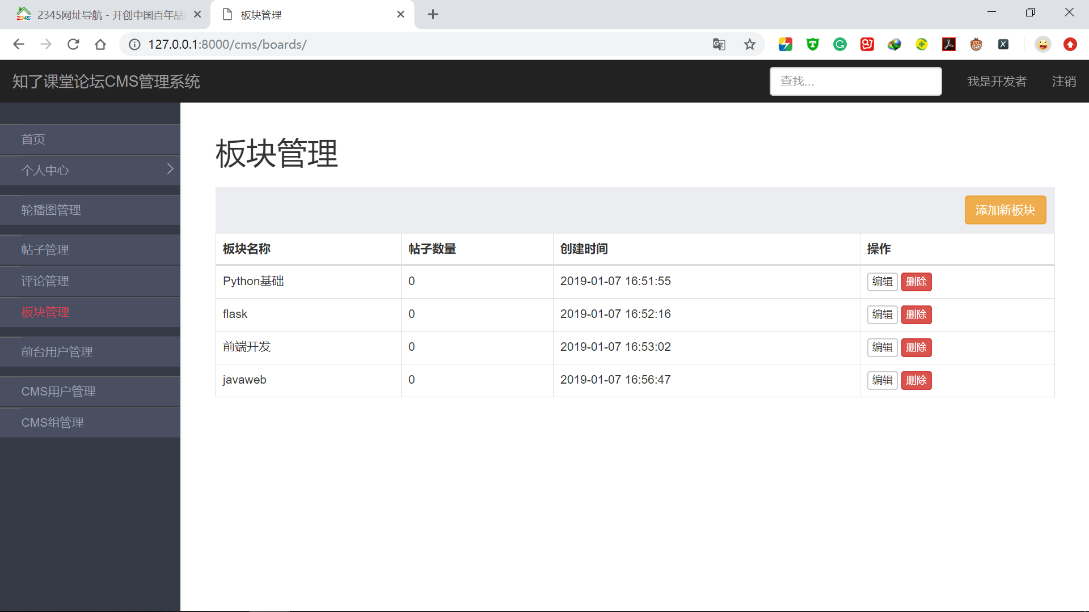 2345网址导航 - 开创中国百年品
板块管理
127.0.0.1:8000/cms/boards/
知了课堂论坛CMS管理系统
查找...
我是开发者
注销
首页
个人中心
轮播图管理
帖子管理
评论管理
板块管理
前台用户管理
CMS用户管理
CMS组管理
板块管理
添加新板块
板块名称 帖子数量 创建时间 操作
Python基础 0 2019-01-07 16:51:55 编辑 删除
flask 0 2019-01-07 16:52:16 编辑 删除
前端开发 0 2019-01-07 16:53:02 编辑 删除
javaweb 0 2019-01-07 16:56:47 编辑 删除